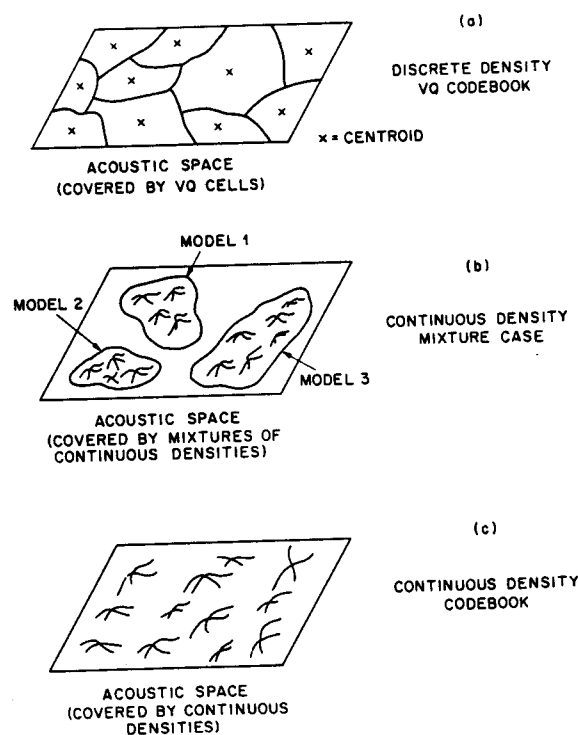 (a)
DISCRETE DENSITY
VQ CODEBOOK
x x x x x x x x x x
x = CENTROID
ACOUSTIC SPACE
(COVERED BY VQ CELLS)
(b)
MODEL 1
MODEL 2
CONTINUOUS DENSITY
MIXTURE CASE
MODEL 3
ACOUSTIC SPACE
(COVERED BY MIXTURES OF
CONTINUOUS DENSITIES)
(c)
CONTINUOUS DENSITY
CODEBOOK
ACOUSTIC SPACE
(COVERED BY CONTINUOUS
DENSITIES)